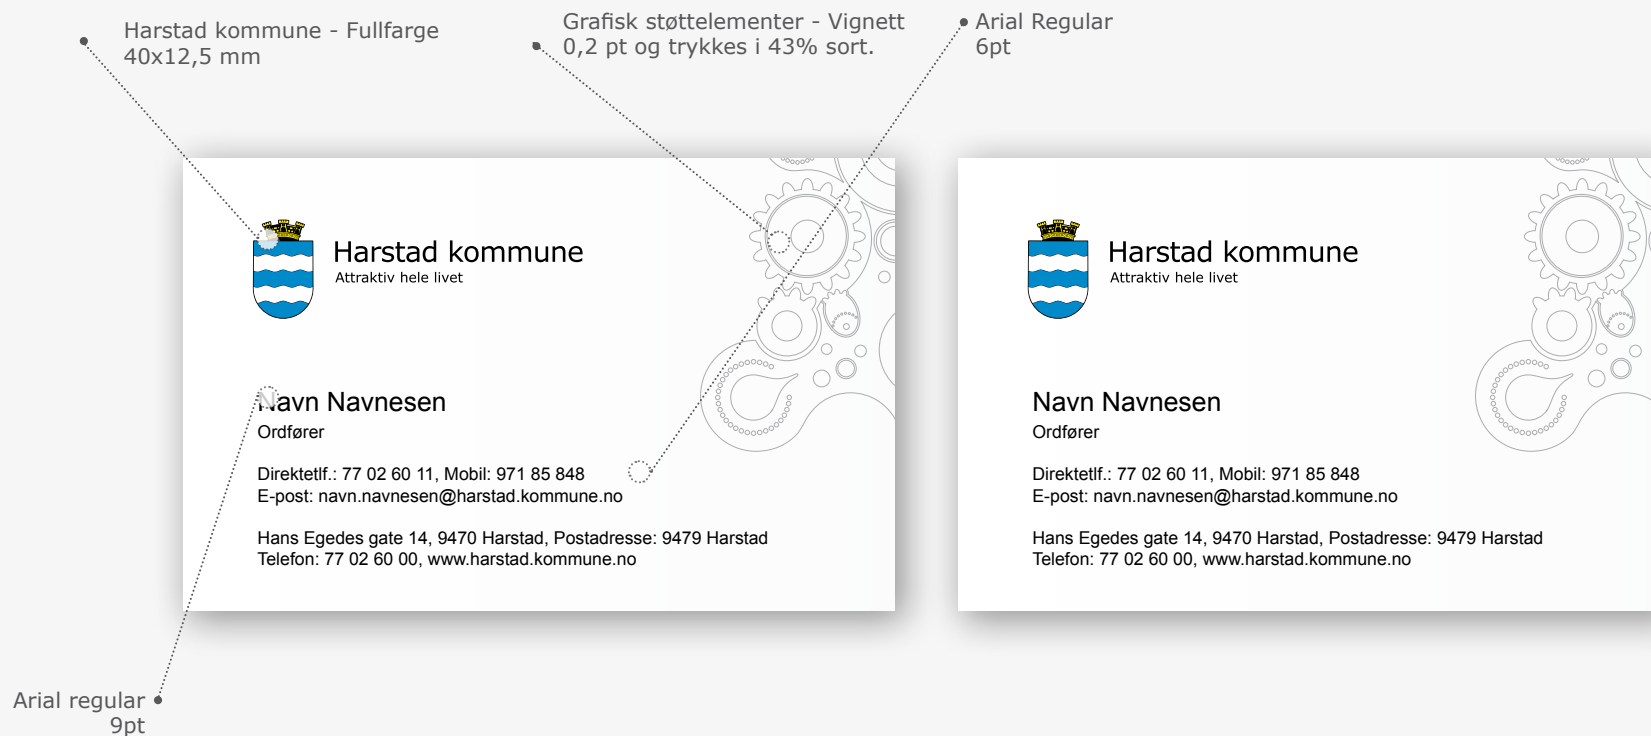 Harstad kommune - Fullfarge
40x12,5 mm
Grafisk støttelementer - Vignett
0,2 pt og trykkes i 43% sort.
Arial Regular
6pt
Harstad kommune
Attraktiv hele livet
Navn Navnesen
Ordfører
Direktetlf.: 77 02 60 11, Mobil: 971 85 848
E-post: navn.navnesen@harstad.kommune.no
Hans Egedes gate 14, 9470 Harstad, Postadresse: 9479 Harstad
Telefon: 77 02 60 00, www.harstad.kommune.no
Harstad kommune
Attraktiv hele livet
Navn Navnesen
Ordfører
Direktetlf.: 77 02 60 11, Mobil: 971 85 848
E-post: navn.navnesen@harstad.kommune.no
Hans Egedes gate 14, 9470 Harstad, Postadresse: 9479 Harstad
Telefon: 77 02 60 00, www.harstad.kommune.no
Arial regular
9pt